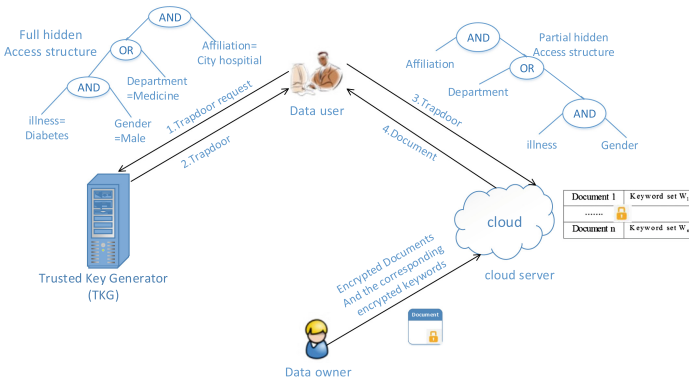 Full hidden
Access structure
AND
OR
Affiliation=
City hospitial
AND
Department
=Medicine
illness=
Diabetes
Gender
=Male
1.Trapdoor request
2.Trapdoor
Data user
3.Trapdoor
4.Document
AND
Partial hidden
Access structure
Affiliation
OR
Department
AND
illness
Gender
Trusted Key Generator
(TKG)
cloud
cloud server
Document 1 Keyword set W1
.......
Document n Keyword set W
Encrypted Documents
And the corresponding
encrypted keywords
Document
Data owner